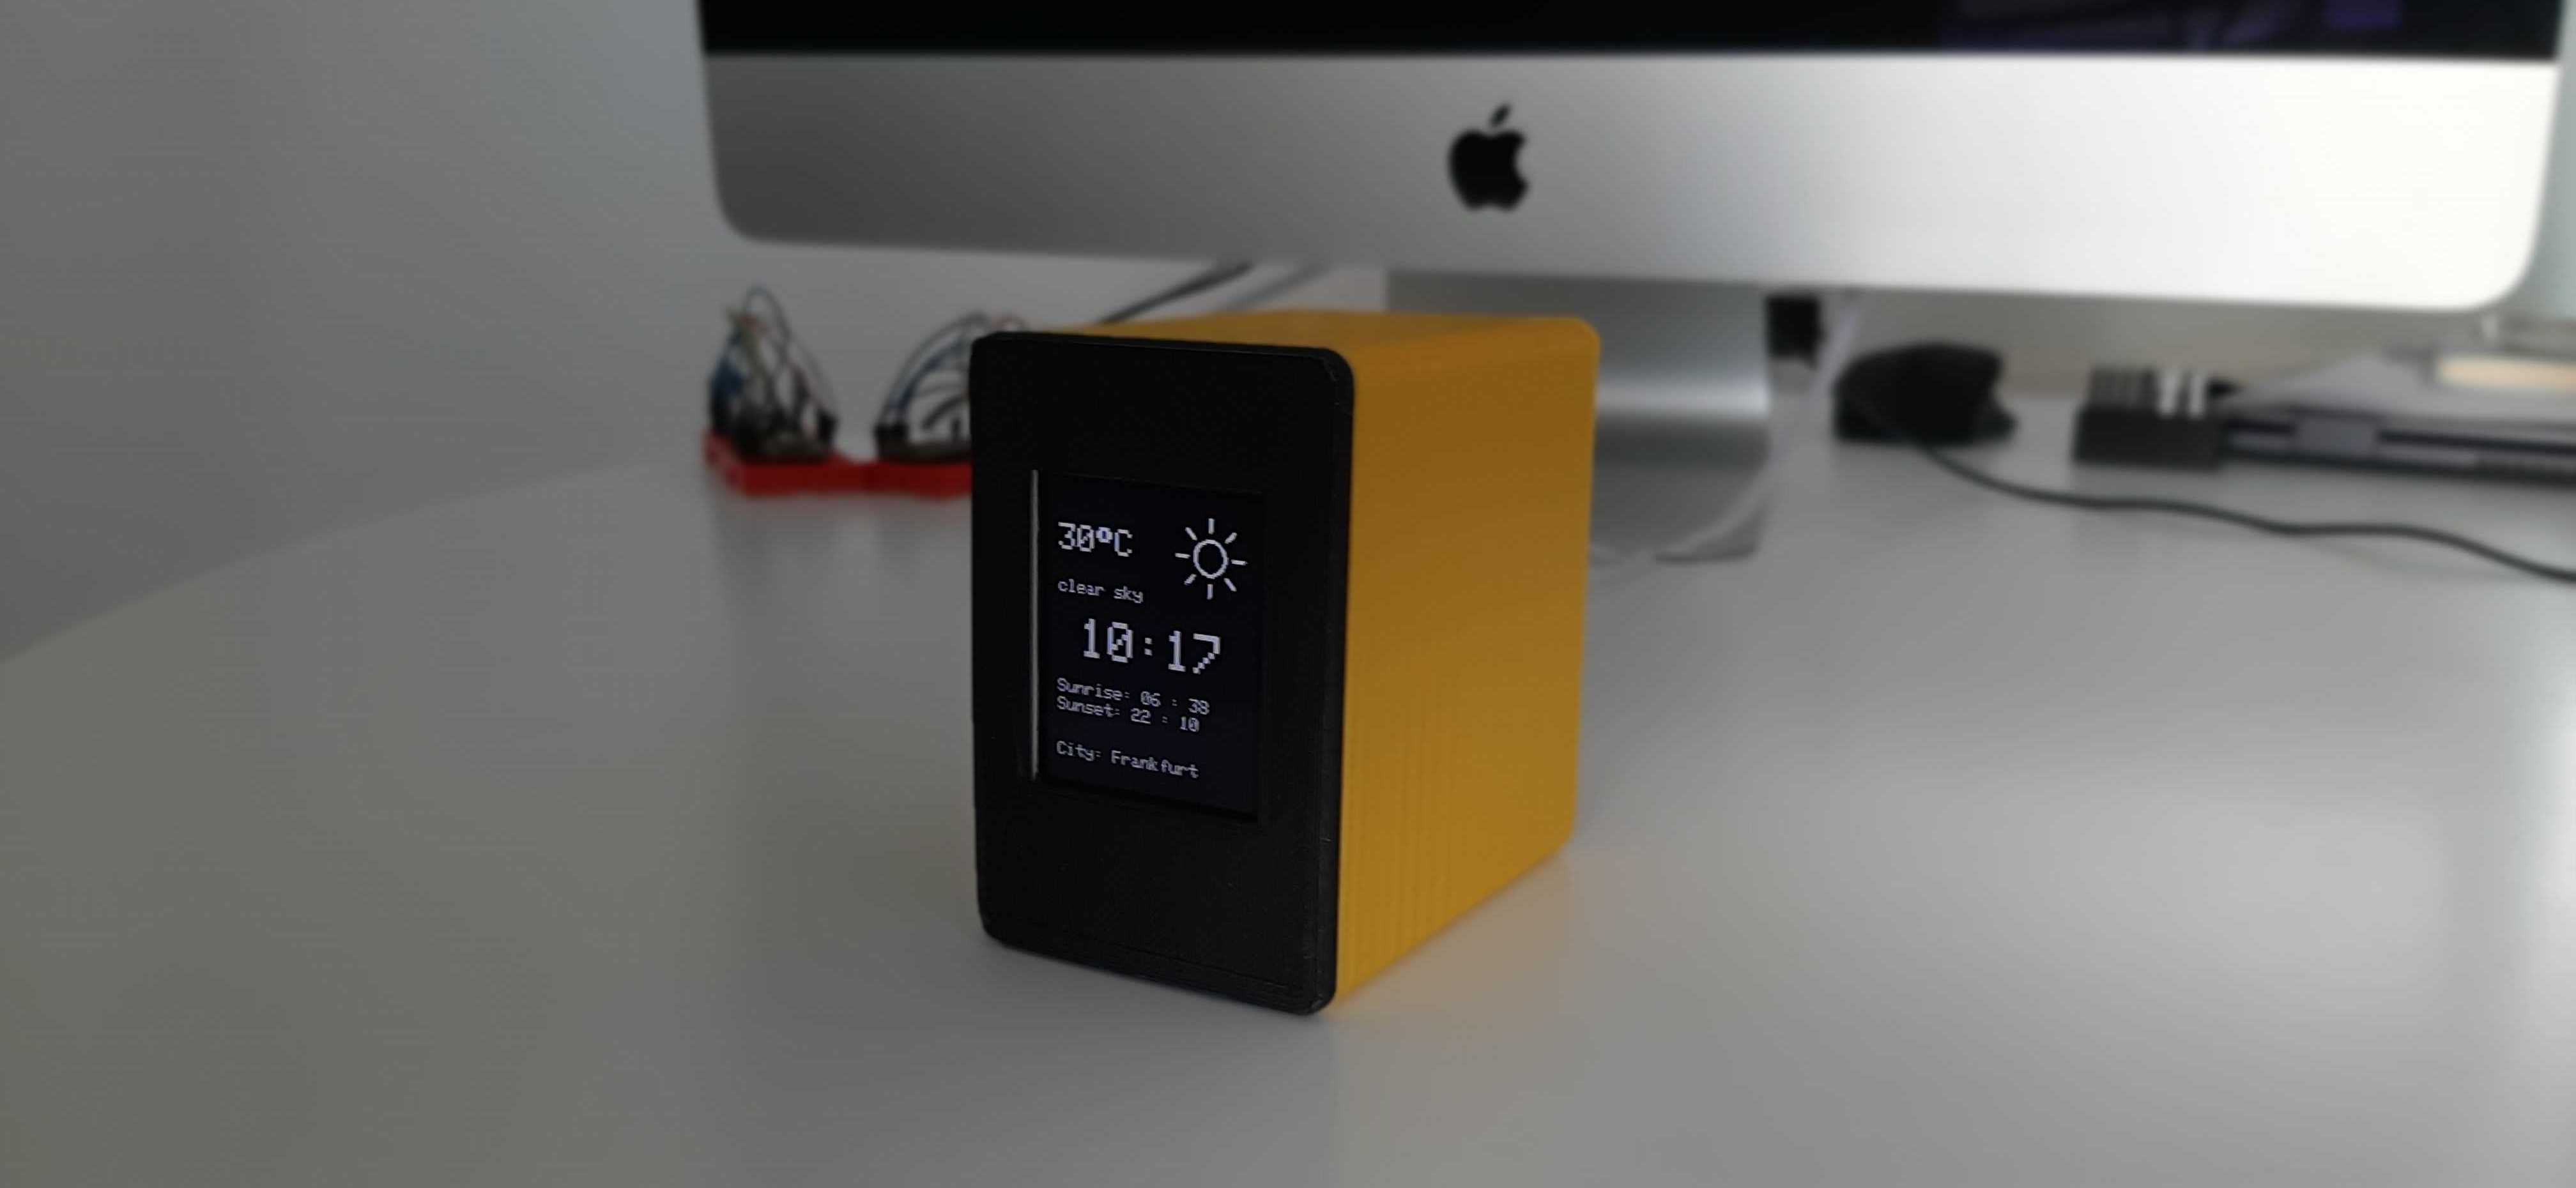 30°C
clear sky
10:17
Sunrise: 06 : 38
Sunset: 22 : 10
City: Frankfurt